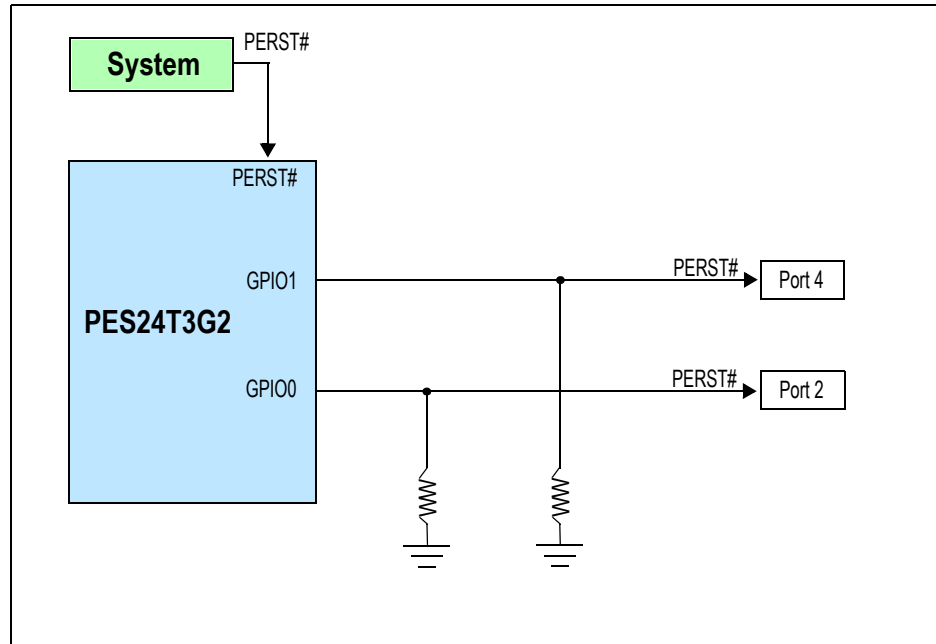 PERST#
System
PERST#
GPIO1
PERST#
Port 4
PES24T3G2
GPIO0
PERST#
Port 2